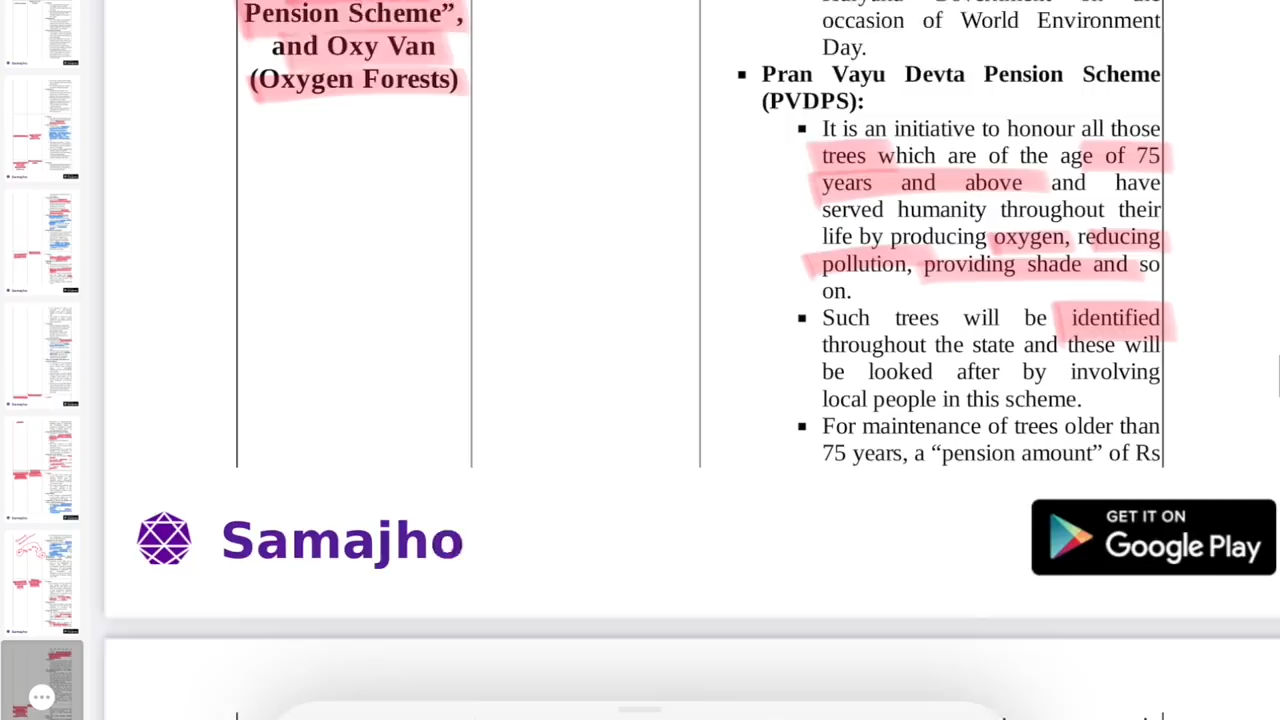 Pension Scheme”,
and Oxy Van
(Oxygen Forests)
occasion of World Environment
Day.
▪ Pran Vayu Devta Pension Scheme
(PVDPS):
▪ It is an initiative to honour all those
trees which are of the age of 75
years and above and have
served humanity throughout their
life by producing oxygen, reducing
pollution, providing shade and so
on.
▪ Such trees will be identified
throughout the state and these will
be looked after by involving
local people in this scheme.
▪ For maintenance of trees older than
75 years, a “pension amount” of Rs
Samajho
GET IT ON
Google Play